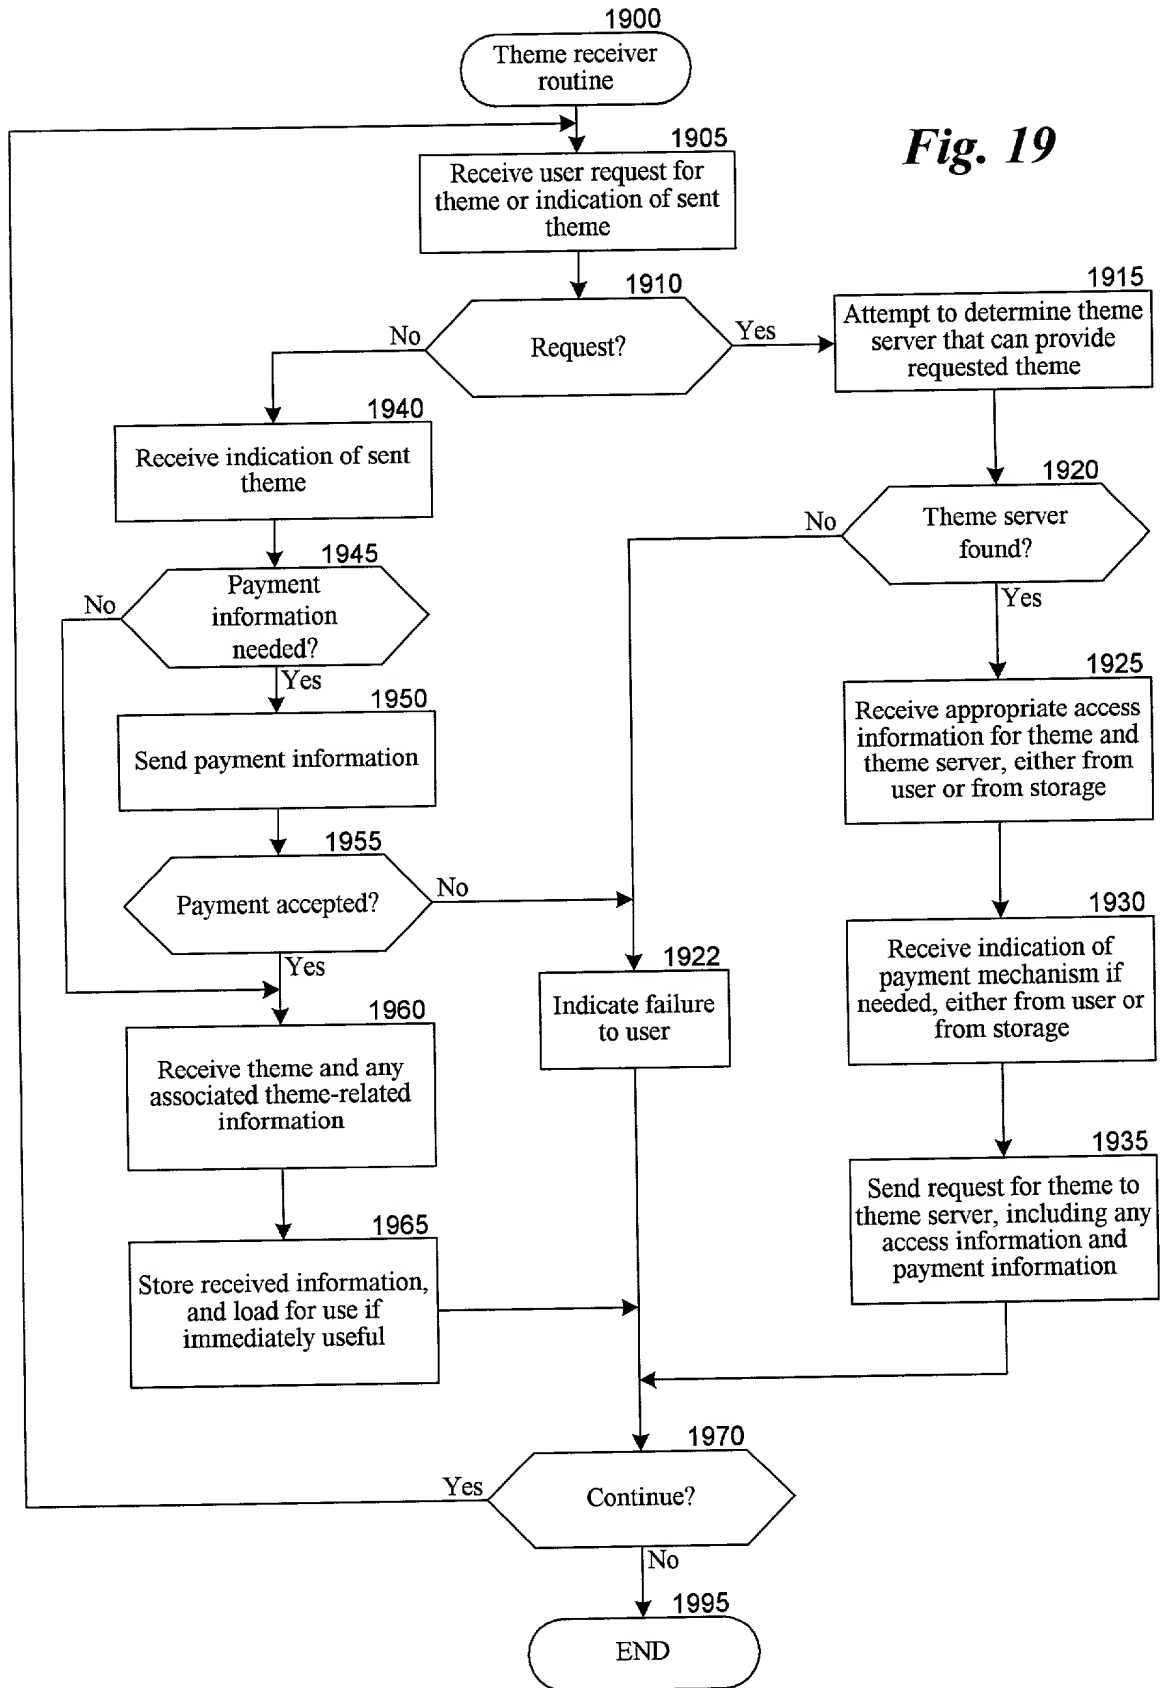 1900
Theme receiver
routine
Fig. 19
1905
Receive user request for
theme or indication of sent
theme
1910
Request?
No
Yes
1915
Attempt to determine theme
server that can provide
requested theme
1940
Receive indication of sent
theme
1920
Theme server
found?
No
Yes
1945
Payment
information
needed?
No
Yes
1925
Receive appropriate access
information for theme and
theme server, either from
user or from storage
1950
Send payment information
1955
Payment accepted?
No
Yes
1930
Receive indication of
payment mechanism if
needed, either from user or
from storage
1922
Indicate failure
to user
1960
Receive theme and any
associated theme-related
information
1935
Send request for theme to
theme server, including any
access information and
payment information
1965
Store received information,
and load for use if
immediately useful
1970
Continue?
Yes
No
1995
END